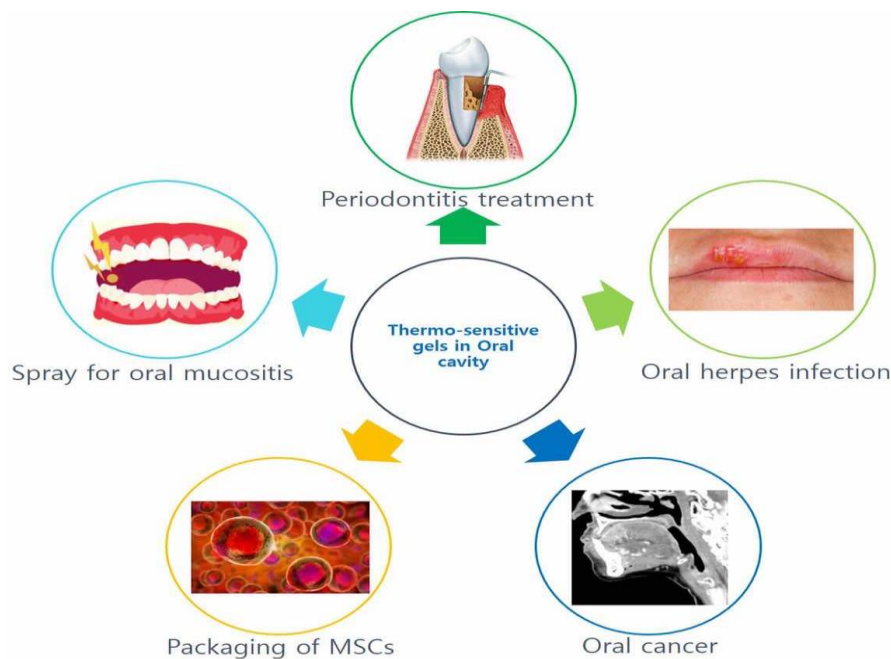 Periodontitis treatment
Thermo-sensitive
gels in Oral
cavity
Spray for oral mucositis
Oral herpes infection
Packaging of MSCs
Oral cancer